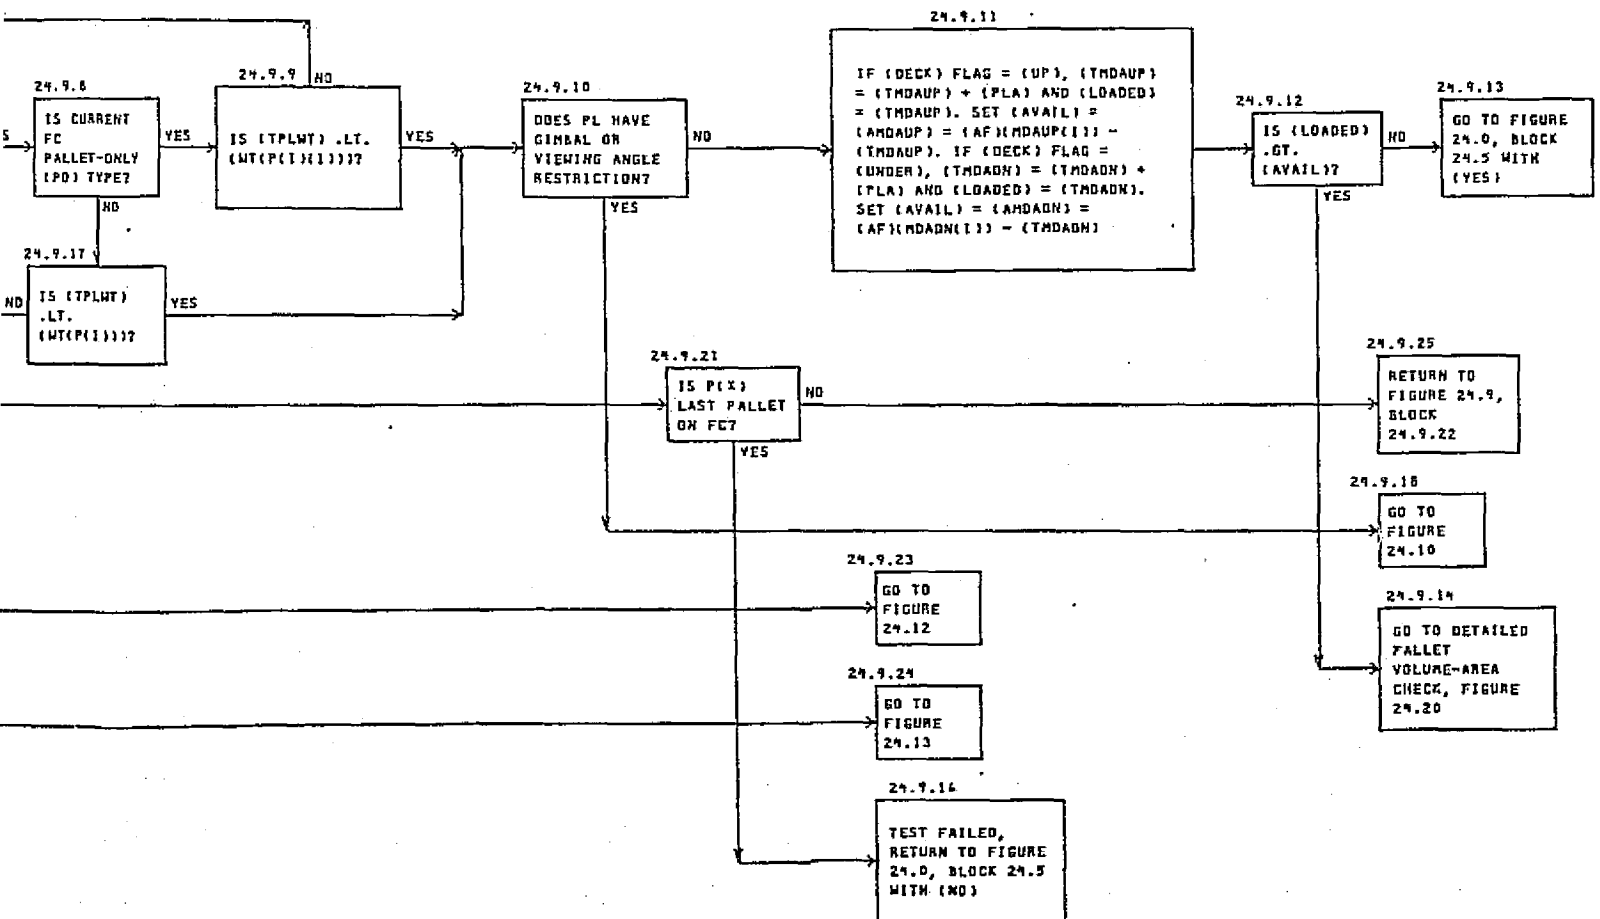 24.9.11
IF (DECK) FLAG = (UP), (TMDAUP)
= (TMDAUP) + (PLA) AND (LOADED)
= (TMDAUP). SET (AVAIL) =
(AMDAUP) = (AF)(MDAUP(I)) -
(TMDAUP). IF (DECK) FLAG =
(UNDER), (TMDADN) = (TMDADN) +
(PLA) AND (LOADED) = (TMDADN).
SET (AVAIL) = (AMDADN) =
(AF)(MDADN(I)) - (TMDADN)
24.9.8
IS CURRENT
FC
PALLET-ONLY
(PO) TYPE?
S
YES
NO
24.9.9
NO
IS (TPLWT) .LT.
(WT(P(I)(1)))?
YES
24.9.10
DOES PL HAVE
GIMBAL OR
VIEWING ANGLE
RESTRICTION?
NO
YES
24.9.12
IS (LOADED)
.GT.
(AVAIL)?
NO
YES
24.9.13
GO TO FIGURE
24.0, BLOCK
24.5 WITH
(YES)
24.9.17
NO
IS (TPLWT)
.LT.
(WT(P(I)))?
YES
24.9.21
IS P(X)
LAST PALLET
ON FC?
NO
YES
24.9.25
RETURN TO
FIGURE 24.9,
BLOCK
24.9.22
24.9.18
GO TO
FIGURE
24.10
24.9.23
GO TO
FIGURE
24.12
24.9.14
GO TO DETAILED
PALLET
VOLUME-AREA
CHECK, FIGURE
24.20
24.9.24
GO TO
FIGURE
24.13
24.9.16
TEST FAILED,
RETURN TO FIGURE
24.0, BLOCK 24.5
WITH (NO)